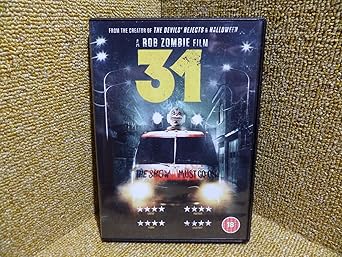 FROM THE CREATOR OF THE DEVIL'S REJECTS & HALLOWEEN
A ROB ZOMBIE FILM
31
THE SHOW MUST GO ON
★★★★ ★★★★
★★★★ ★★★★
18